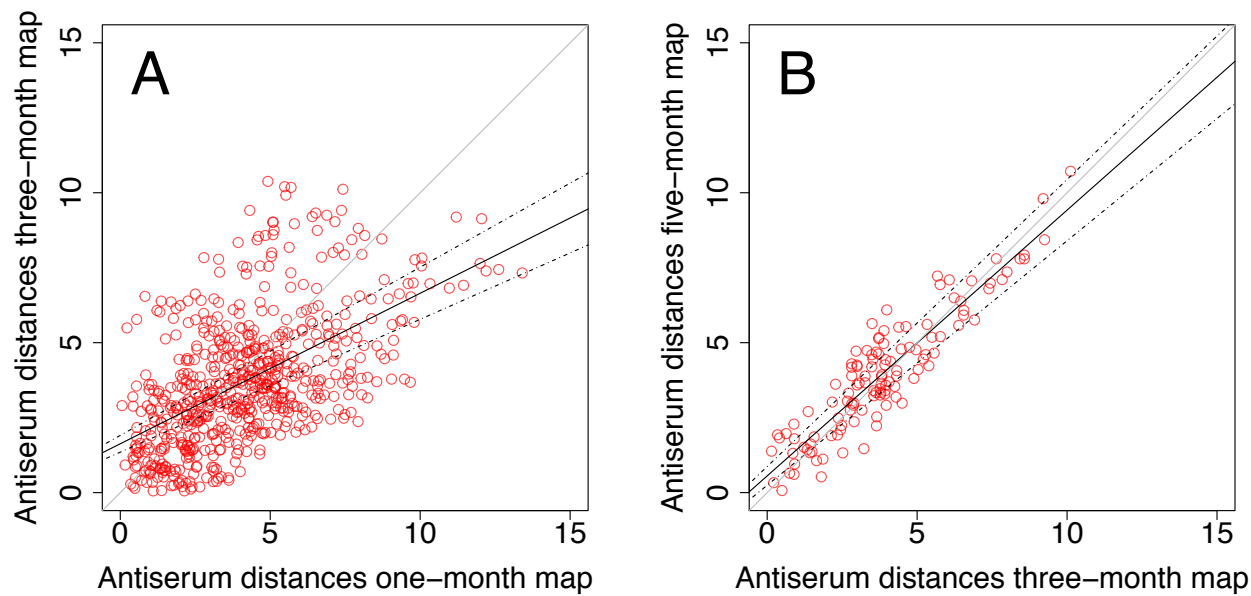 A
Antiserum distances three−month map
15
10
5
0
0 5 10 15
Antiserum distances one−month map
B
Antiserum distances five−month map
15
10
5
0
0 5 10 15
Antiserum distances three−month map